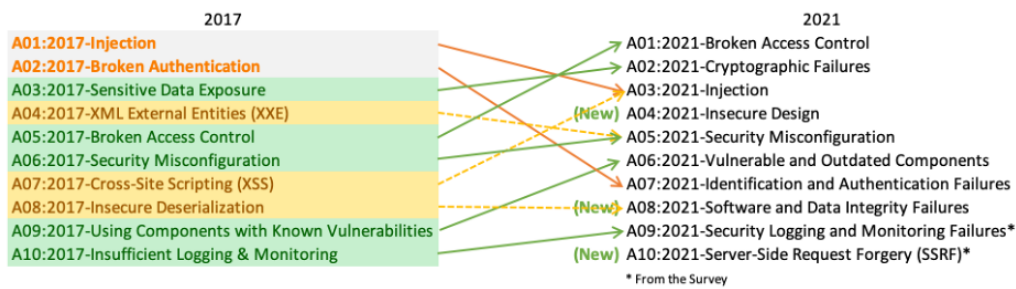 2017 2021
A01:2017-Injection A01:2021-Broken Access Control
A02:2017-Broken Authentication A02:2021-Cryptographic Failures
A03:2017-Sensitive Data Exposure A03:2021-Injection
A04:2017-XML External Entities (XXE) (New) A04:2021-Insecure Design
A05:2017-Broken Access Control A05:2021-Security Misconfiguration
A06:2017-Security Misconfiguration A06:2021-Vulnerable and Outdated Components
A07:2017-Cross-Site Scripting (XSS) A07:2021-Identification and Authentication Failures
A08:2017-Insecure Deserialization (New) A08:2021-Software and Data Integrity Failures
A09:2017-Using Components with Known Vulnerabilities A09:2021-Security Logging and Monitoring Failures*
A10:2017-Insufficient Logging & Monitoring (New) A10:2021-Server-Side Request Forgery (SSRF)*
* From the Survey